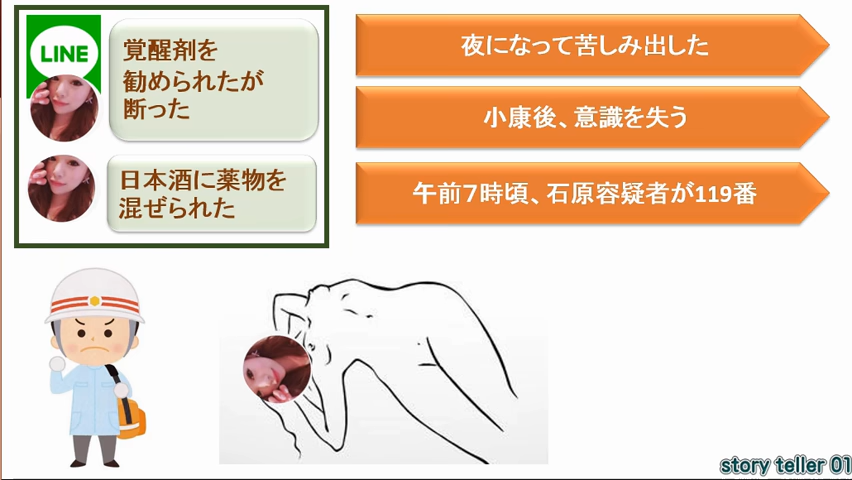 LINE
覚醒剤を
勧められたが
断った
日本酒に薬物を
混ぜられた
夜になって苦しみ出した
小康後、意識を失う
午前7時頃、石原容疑者が119番
story teller 01